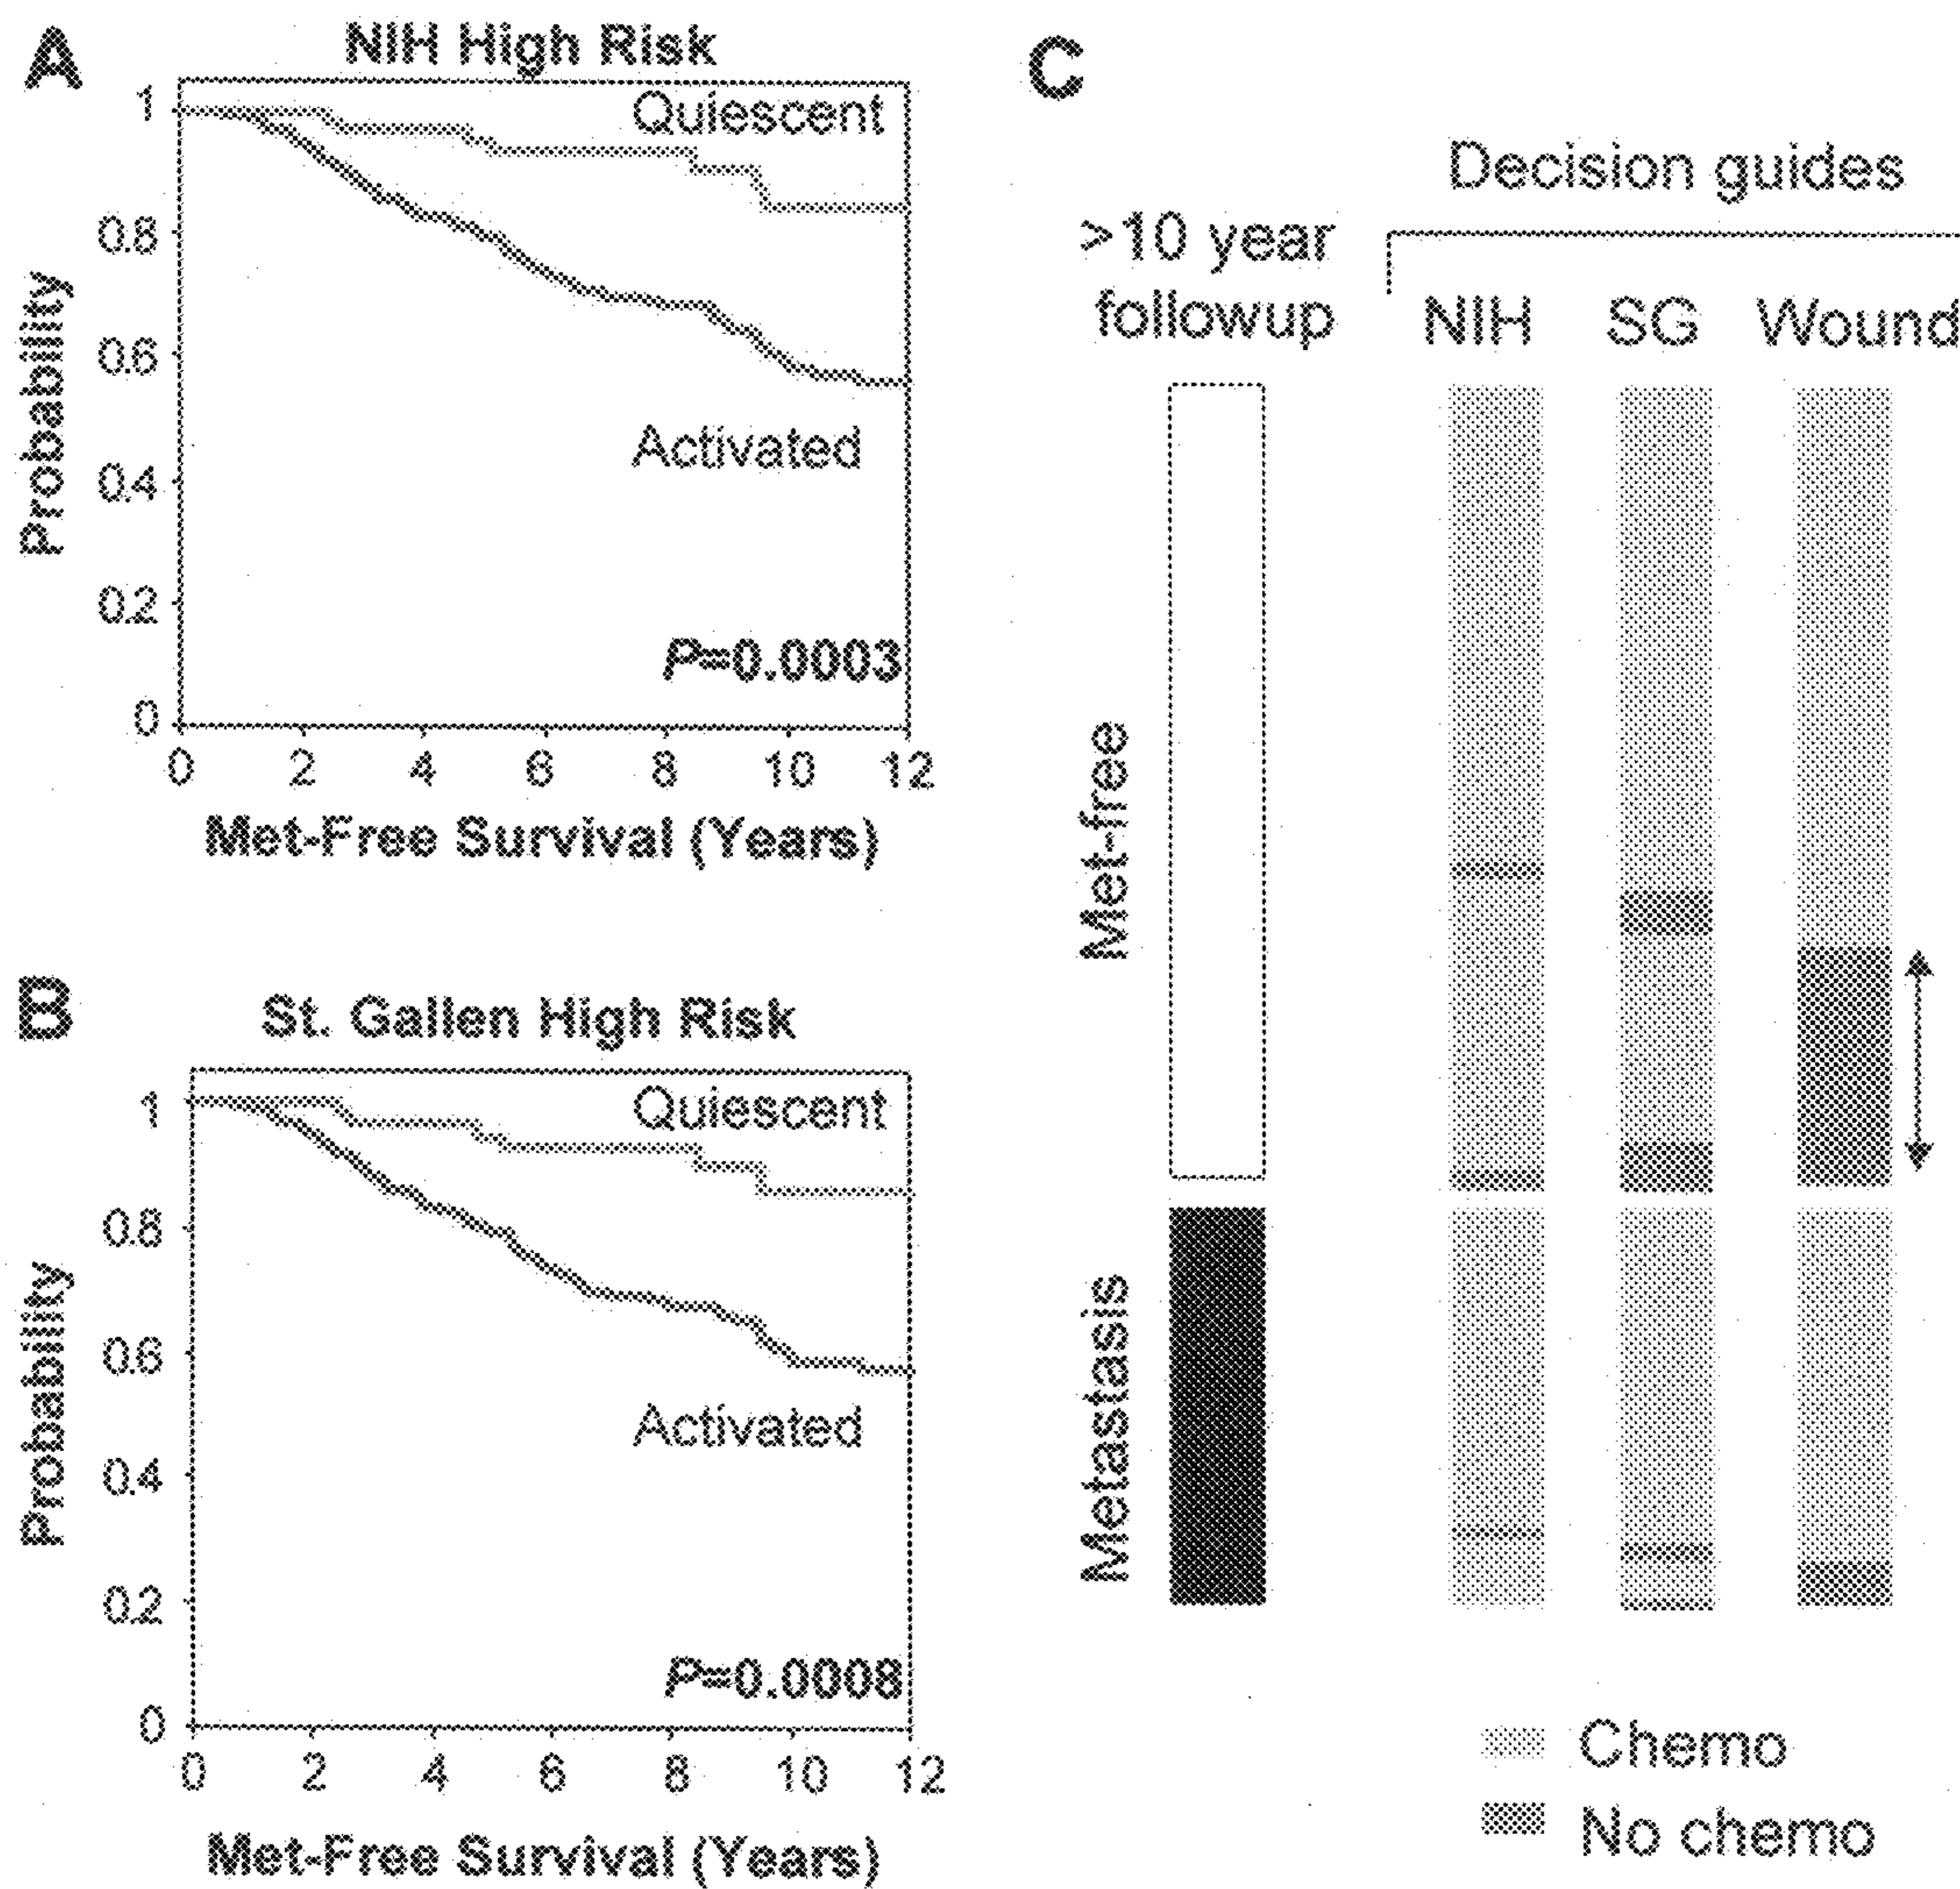 A
NIH High Risk
Quiescent
Activated
P=0.0003
1
0.8
0.6
0.4
0.2
0
0 2 4 6 8 10 12
Probability
Met-Free Survival (Years)
B
St. Gallen High Risk
Quiescent
Activated
P=0.0008
1
0.8
0.6
0.4
0.2
0
0 2 4 6 8 10 12
Probability
Met-Free Survival (Years)
C
Decision guides
>10 year
followup
NIH SG Wound
Met-free
Metastasis
Chemo
No chemo